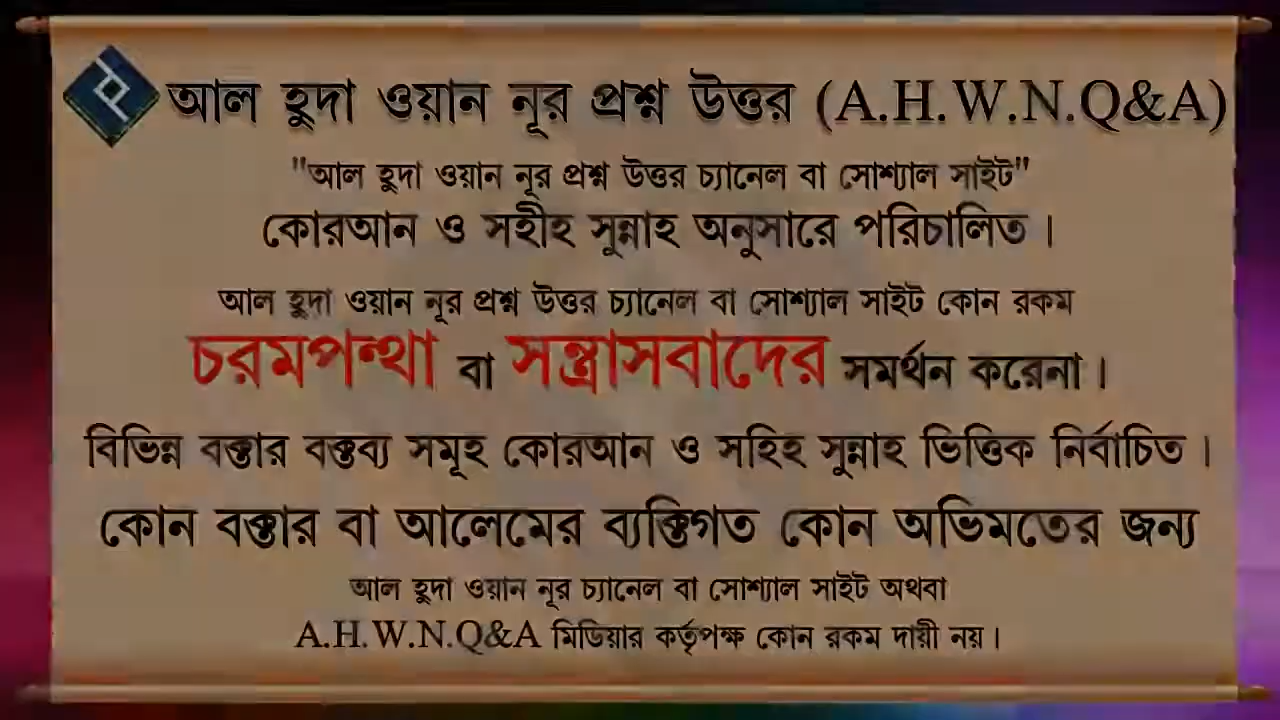 আল হুদা ওয়ান নূর প্রশ্ন উত্তর (A.H.W.N.Q&A)
"আল হুদা ওয়ান নূর প্রশ্ন উত্তর চ্যানেল বা সোশ্যাল সাইট"
কোরআন ও সহীহ সুন্নাহ অনুসারে পরিচালিত ।
আল হুদা ওয়ান নূর প্রশ্ন উত্তর চ্যানেল বা সোশ্যাল সাইট কোন রকম
চরমপন্থা বা সন্ত্রাসবাদের সমর্থন করেনা ।
বিভিন্ন বক্তার বক্তব্য সমূহ কোরআন ও সহিহ সুন্নাহ ভিত্তিক নির্বাচিত ।
কোন বক্তার বা আলেমের ব্যক্তিগত কোন অভিমতের জন্য
আল হুদা ওয়ান নূর চ্যানেল বা সোশ্যাল সাইট অথবা
A.H.W.N.Q&A মিডিয়ার কর্তৃপক্ষ কোন রকম দায়ী নয় ।